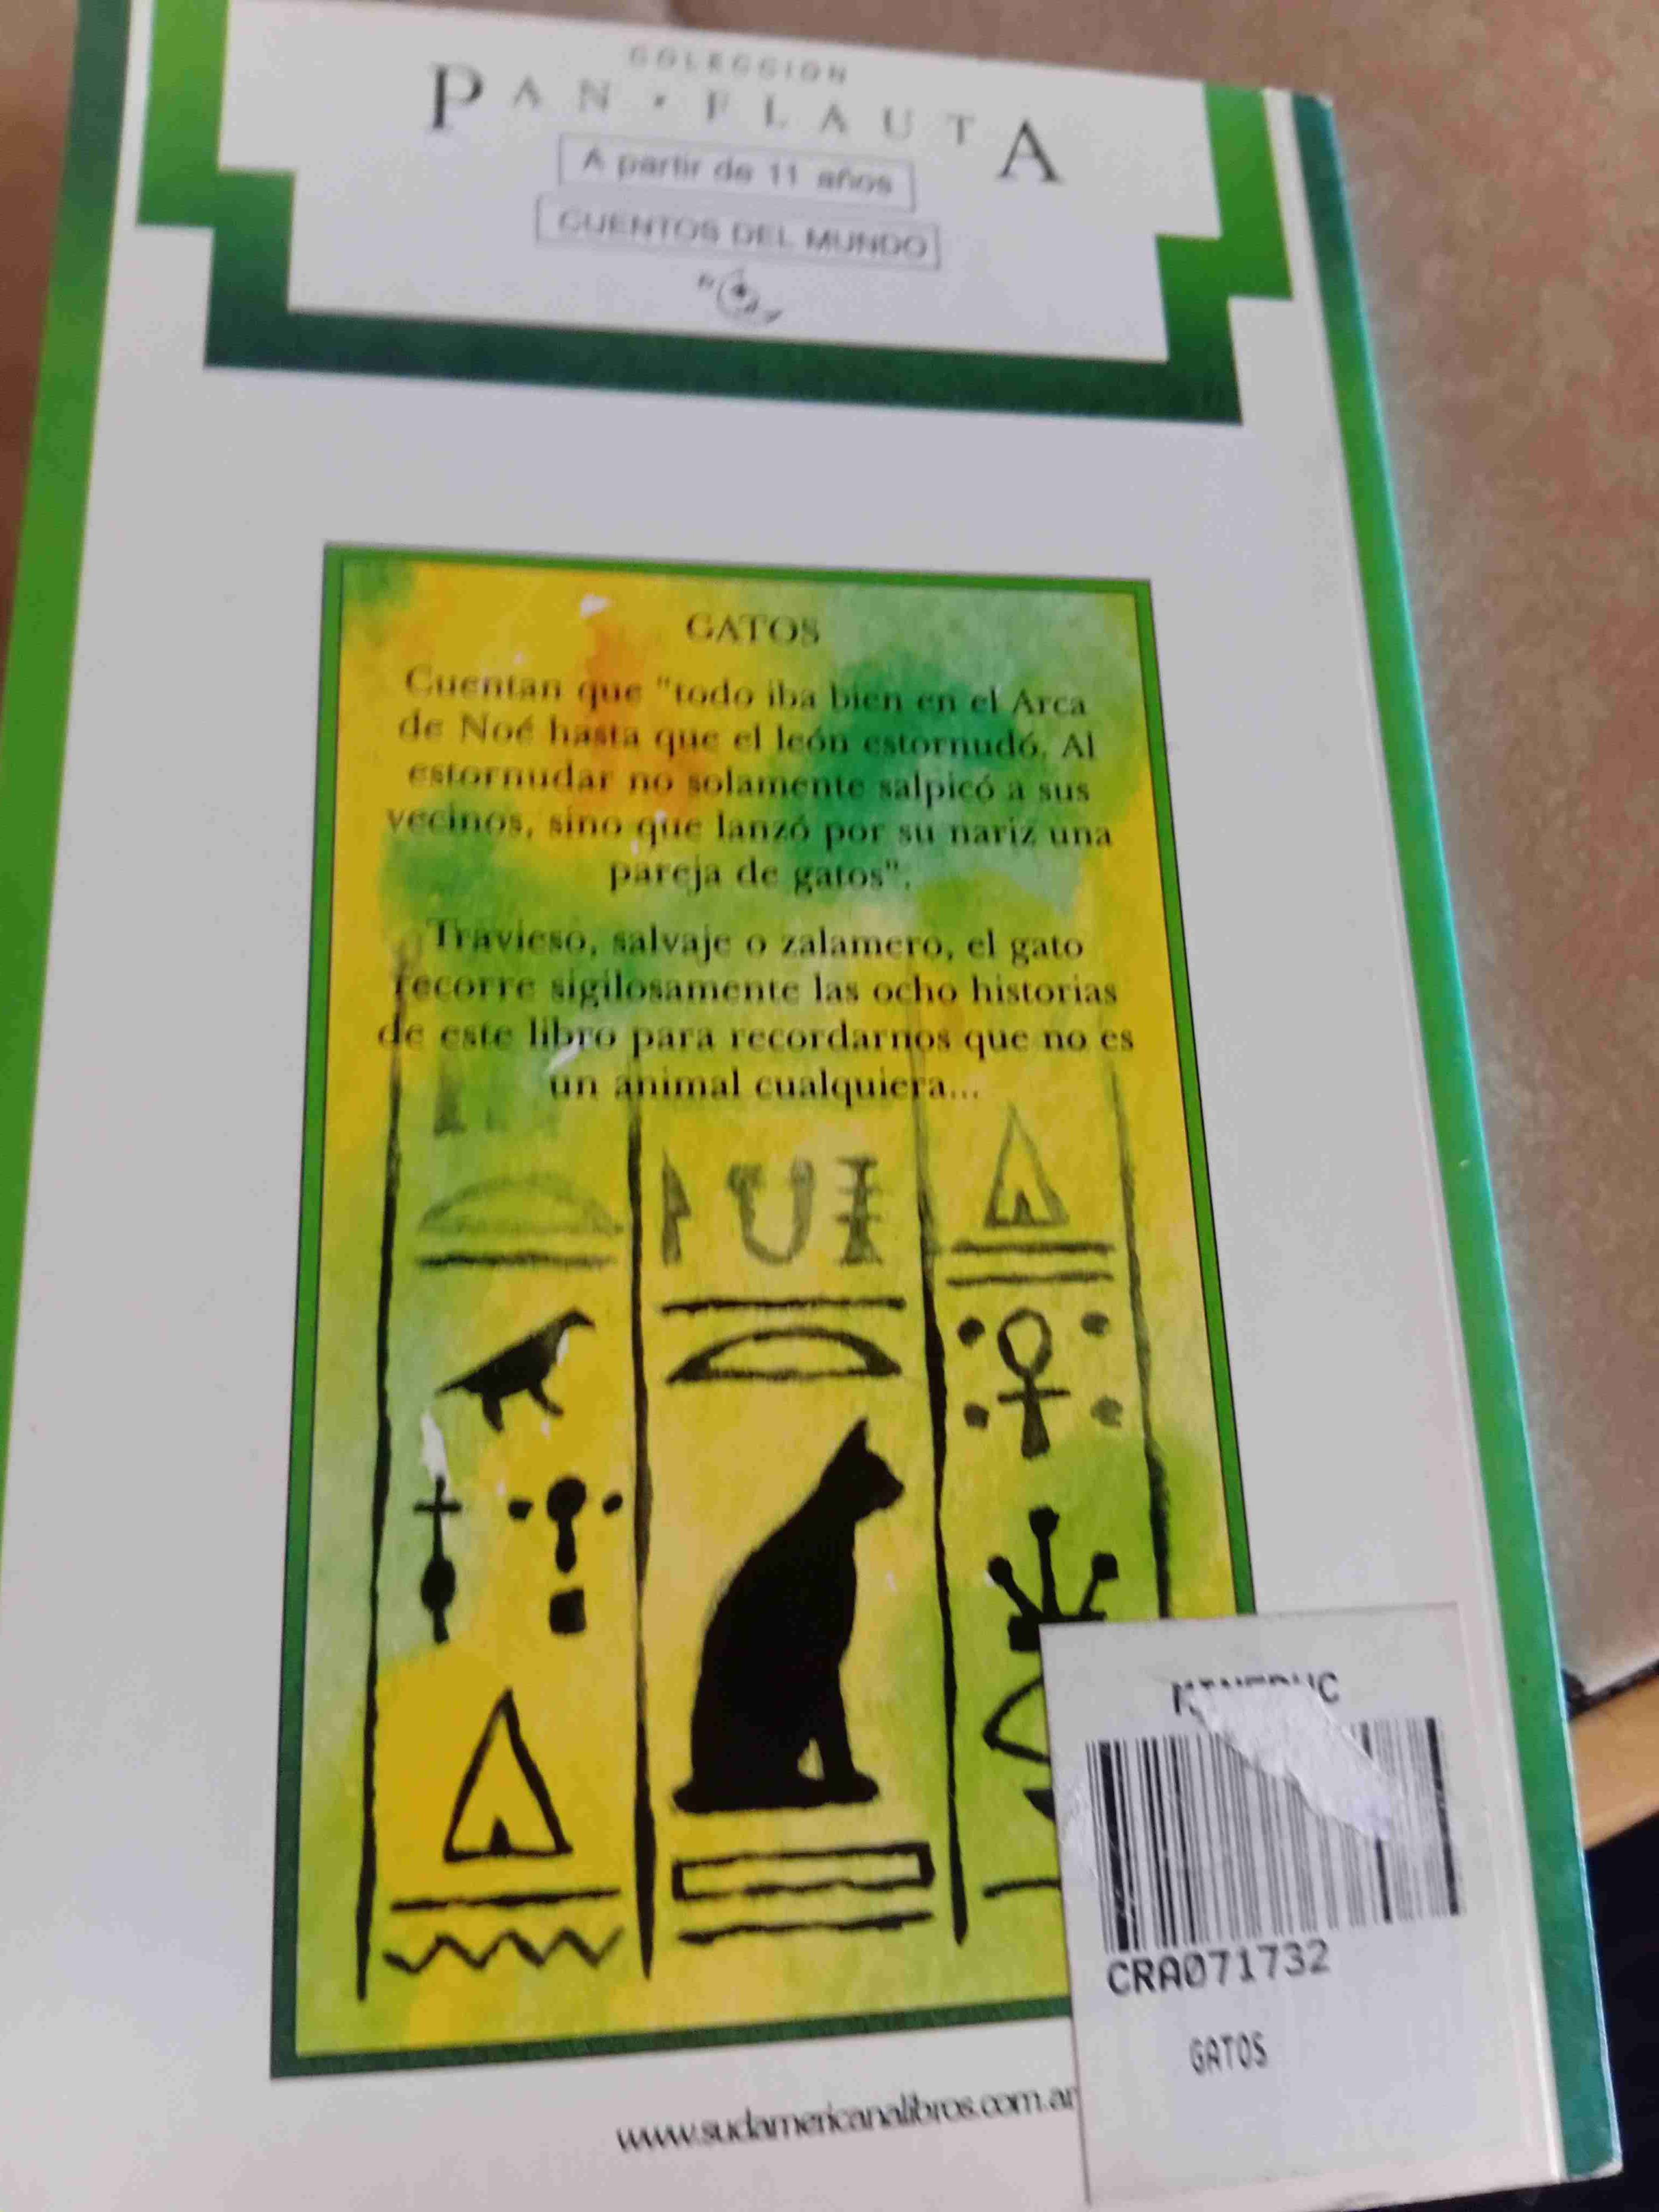 COLECCION
PAN • FLAUTA
A partir de 11 años
CUENTOS DEL MUNDO
GATOS
Cuentan que "todo iba bien en el Arca
de Noé hasta que el león estornudó. Al
estornudar no solamente salpicó a sus
vecinos, sino que lanzó por su nariz una
pareja de gatos".
Travieso, salvaje o zalamero, el gato
recorre sigilosamente las ocho historias
de este libro para recordarnos que no es
un animal cualquiera...
CRA071732
GATOS
www.sudamericanalibros.com.ar